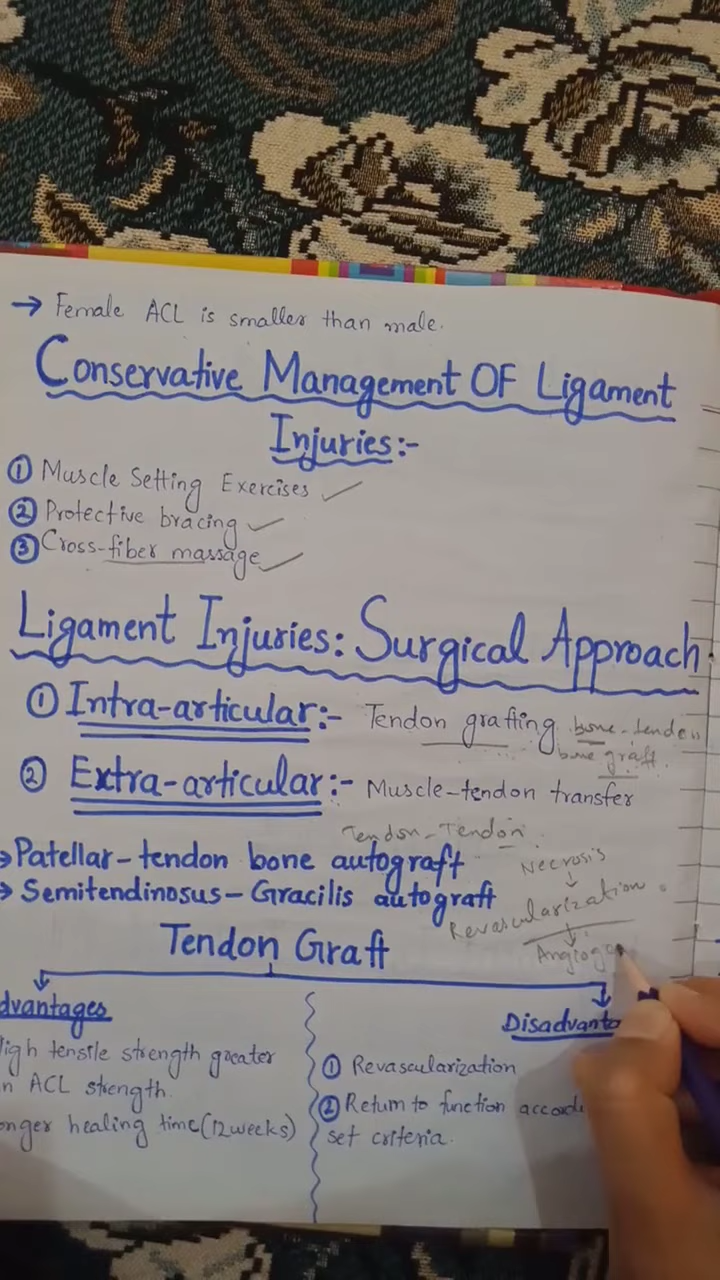 → Female ACL is smaller than male.
Conservative Management OF Ligament
Injuries:-
① Muscle Setting Exercises ✓
② Protective bracing ✓
③ Cross-fiber massage ✓
Ligament Injuries: Surgical Approach
① Intra-articular:- Tendon grafting bone-tendon
bone graft.
② Extra-articular:- Muscle-tendon transfer
Tendon-Tendon
→ Patellar-tendon bone autograft
Necrosis
↓
→ Semitendinosus-Gracilis autograft
Revascularization
↓
Angiog
Tendon Graft
dvantages
Disadvanta
igh tensile strength greater
n ACL strength.
onger healing time (12 weeks)
① Revascularization
② Return to function accordi
set criteria.